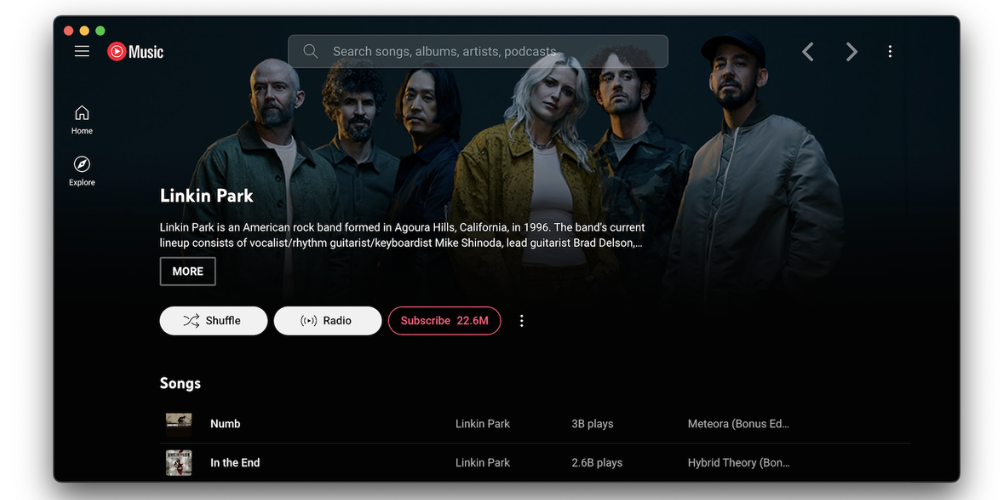 Music
Search songs, albums, artists, podcasts
Home
Explore
Linkin Park
Linkin Park is an American rock band formed in Agoura Hills, California, in 1996. The band's current
lineup consists of vocalist/rhythm guitarist/keyboardist Mike Shinoda, lead guitarist Brad Delson,...
MORE
Shuffle
Radio
Subscribe 22.6M
Songs
Numb Linkin Park 3B plays Meteora (Bonus Ed...
In the End Linkin Park 2.6B plays Hybrid Theory (Bon...